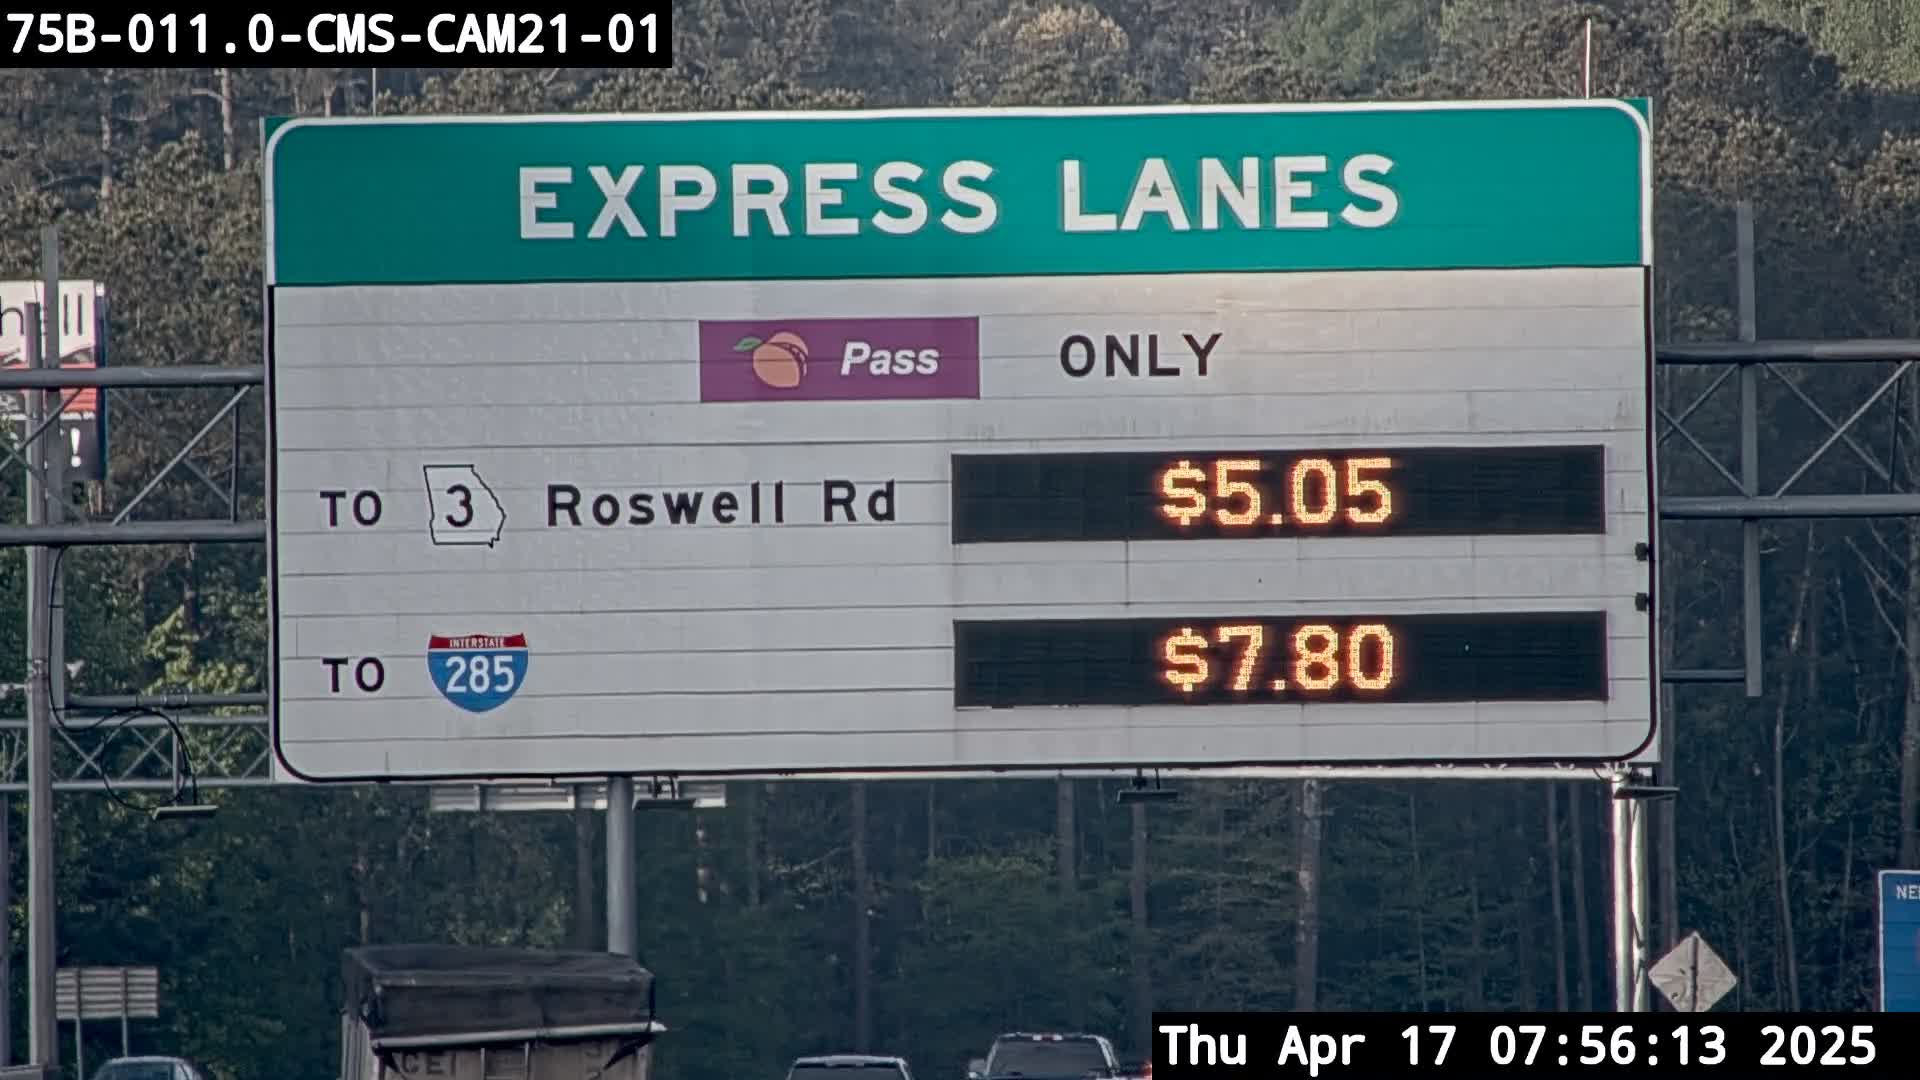 75B-011.0-CMS-CAM21-01
EXPRESS LANES
Pass ONLY
TO 3 Roswell Rd $5.05
INTERSTATE
TO 285 $7.80
Thu Apr 17 07:56:13 2025